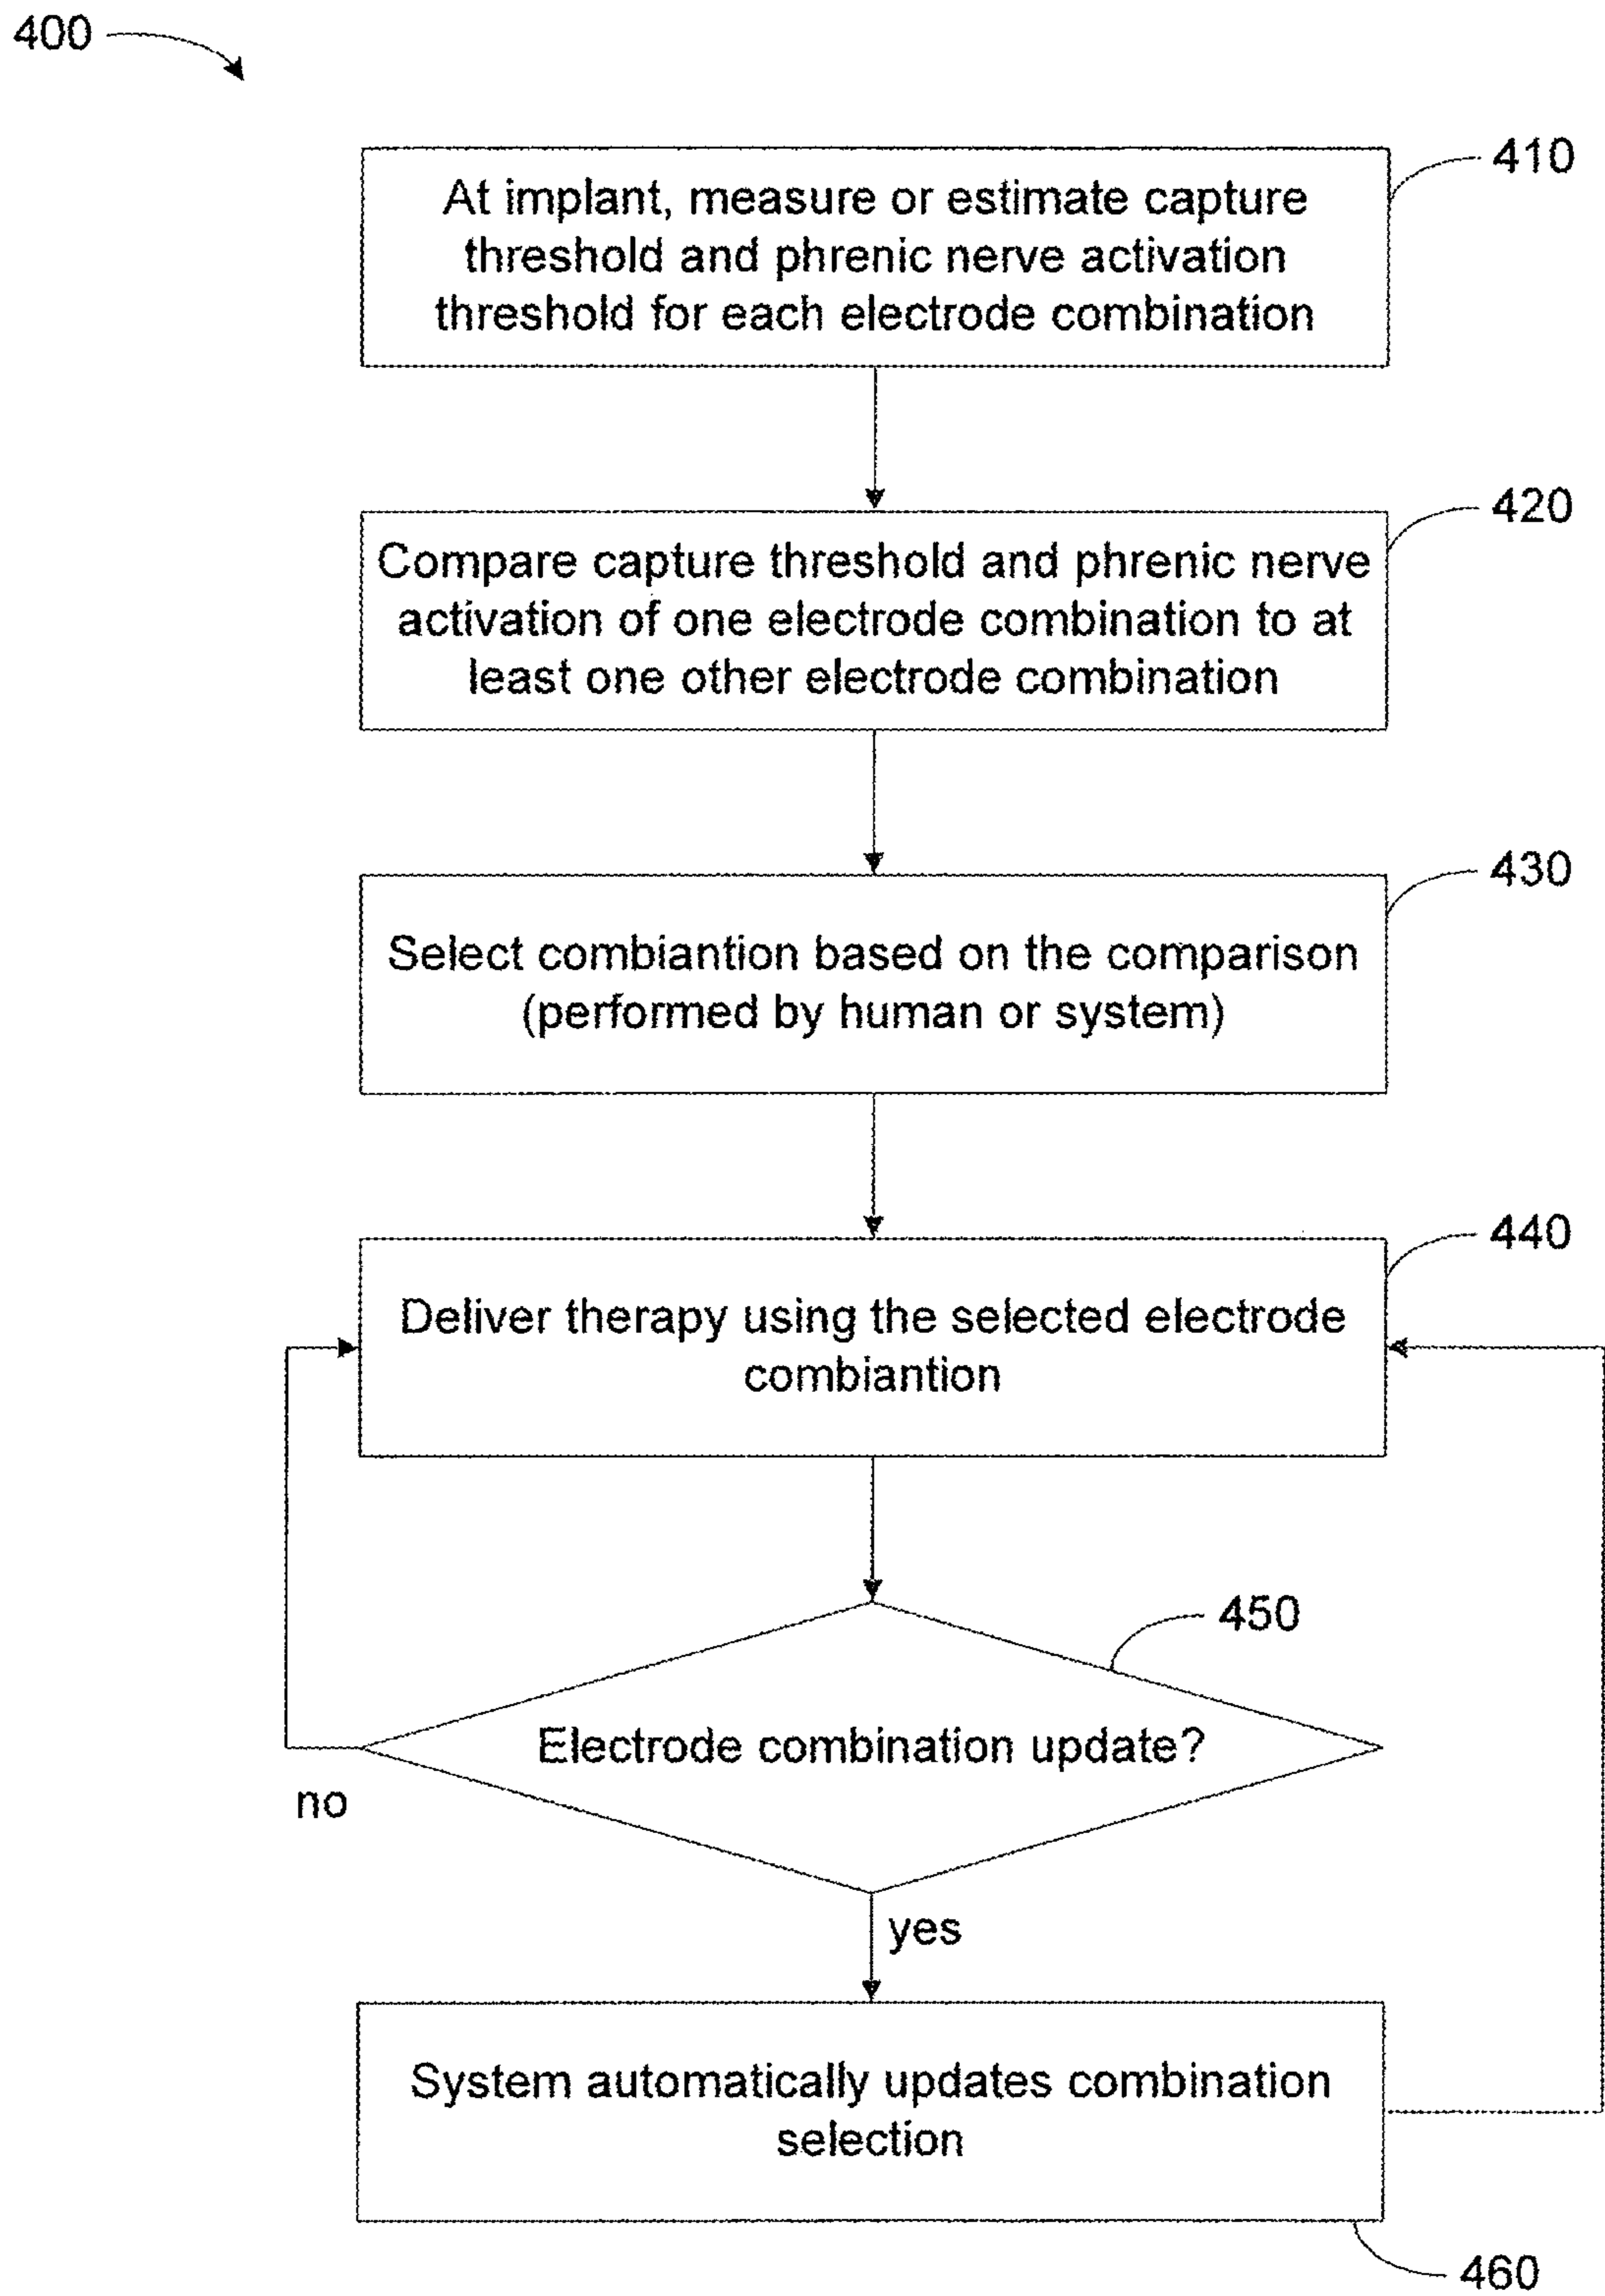 400
410
At implant, measure or estimate capture
threshold and phrenic nerve activation
threshold for each electrode combination
420
Compare capture threshold and phrenic nerve
activation of one electrode combination to at
least one other electrode combination
430
Select combiantion based on the comparison
(performed by human or system)
440
Deliver therapy using the selected electrode
combiantion
450
Electrode combination update?
no
yes
System automatically updates combination
selection
460